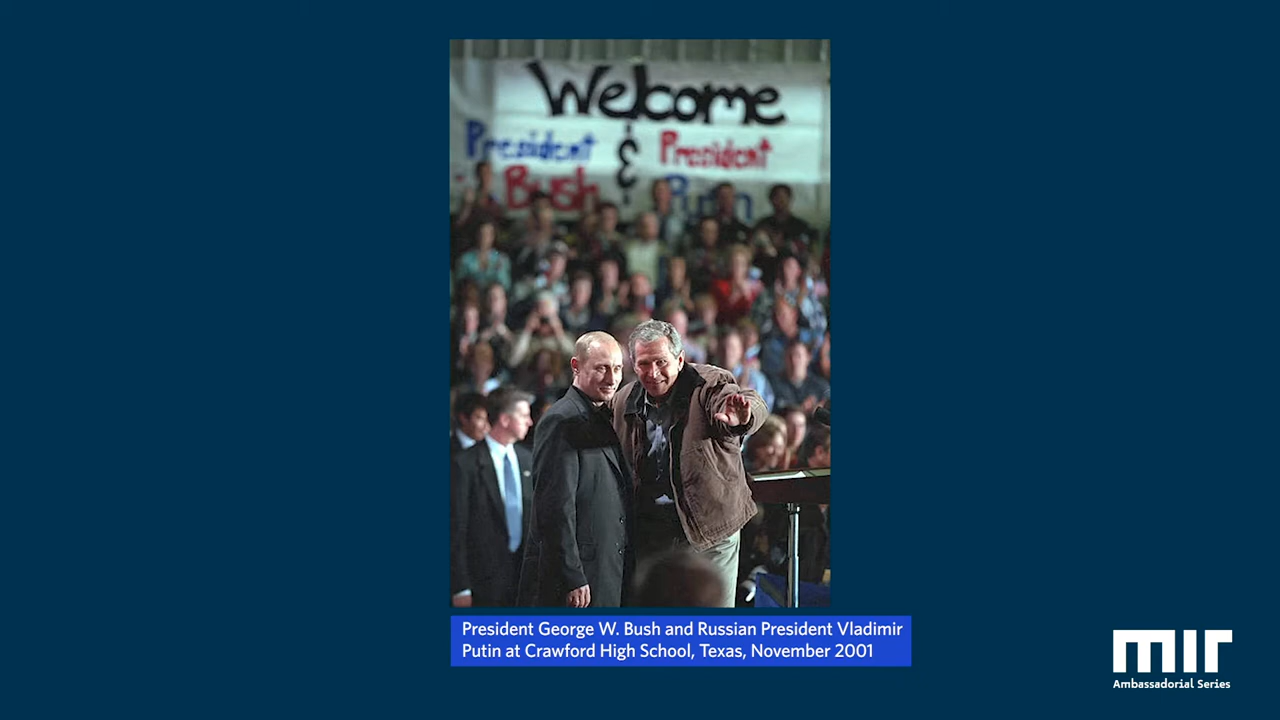 Welcome
President & President
Bush Putin
President George W. Bush and Russian President Vladimir
Putin at Crawford High School, Texas, November 2001
mir
Ambassadorial Series